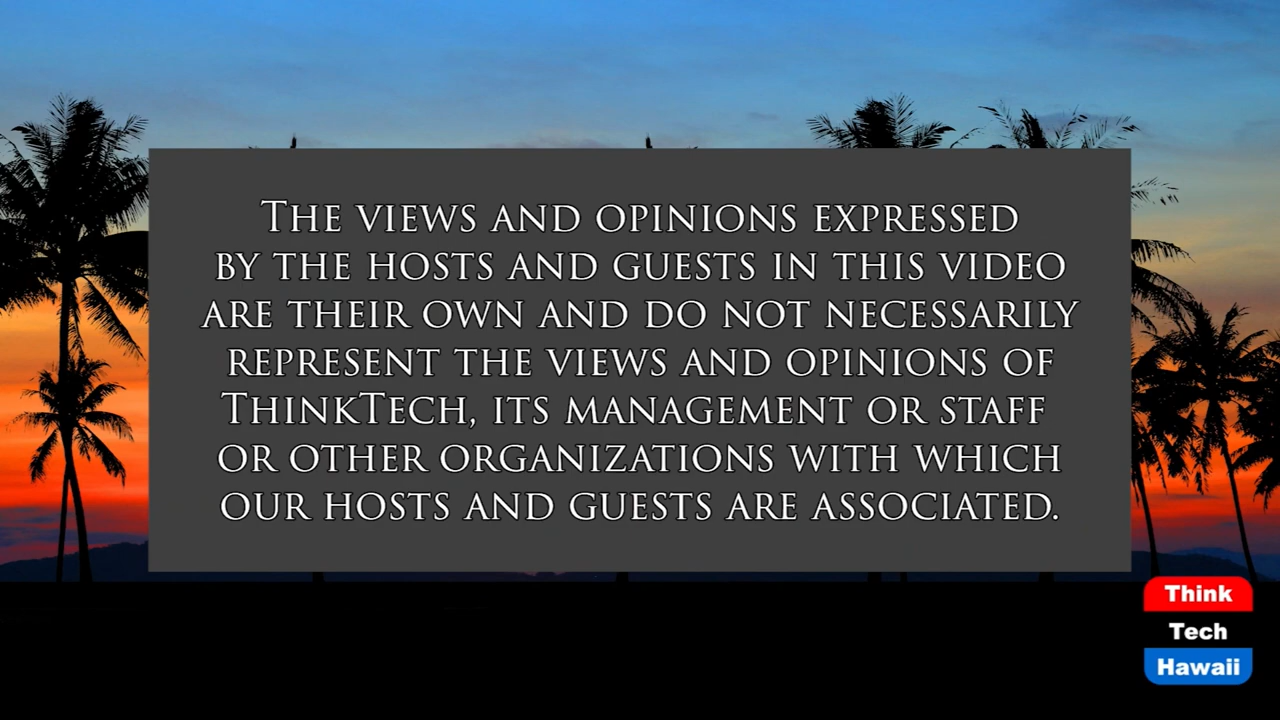 The views and opinions expressed
by the hosts and guests in this video
are their own and do not necessarily
represent the views and opinions of
ThinkTech, its management or staff
or other organizations with which
our hosts and guests are associated.
Think
Tech
Hawaii